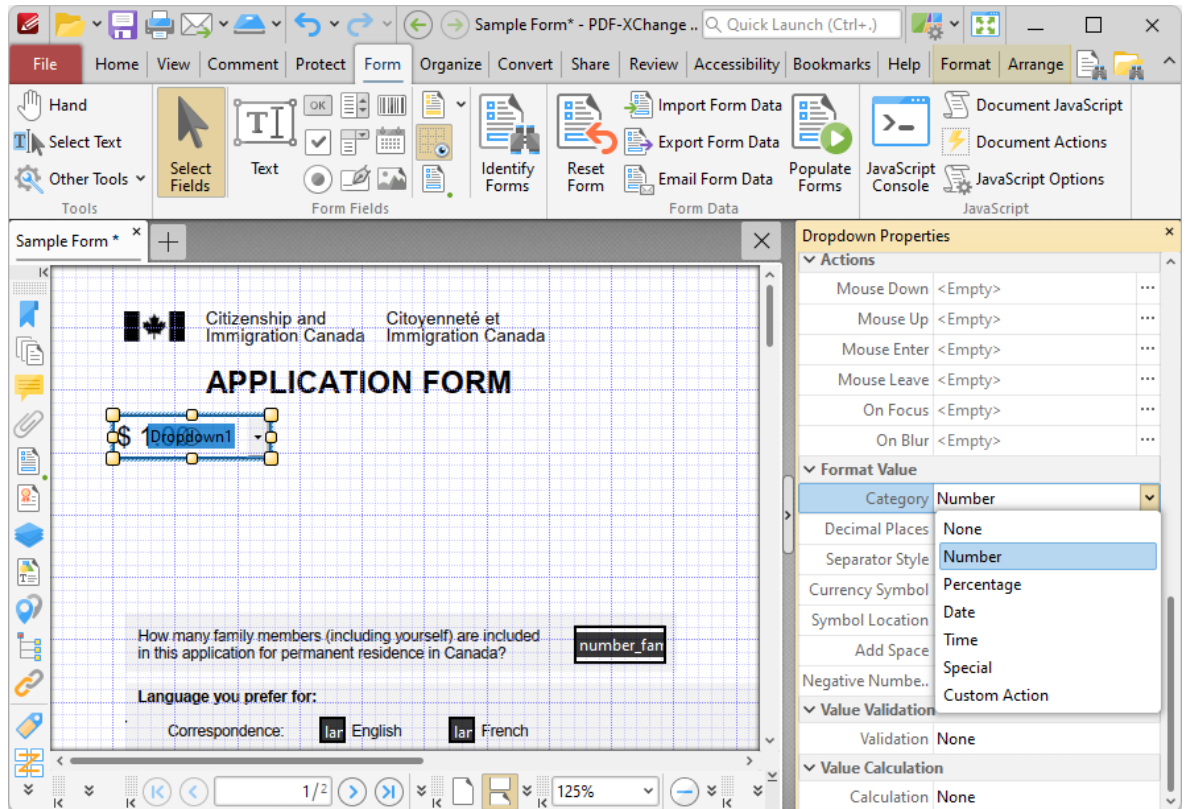 Sample Form* - PDF-XChange ..
Quick Launch (Ctrl+.)
File
Home
View
Comment
Protect
Form
Organize
Convert
Share
Review
Accessibility
Bookmarks
Help
Format
Arrange
Hand
Select Text
Other Tools
Tools
Select Fields
Text
OK
Form Fields
Identify Forms
Reset Form
Import Form Data
Export Form Data
Email Form Data
Populate Forms
Form Data
JavaScript Console
Document JavaScript
Document Actions
JavaScript Options
JavaScript
Sample Form *
Citizenship and
Immigration Canada
Citoyenneté et
Immigration Canada
APPLICATION FORM
$ 1.00
Dropdown1
How many family members (including yourself) are included
in this application for permanent residence in Canada?
number_fan
Language you prefer for:
Correspondence:
lar English
lar French
1/2
125%
Dropdown Properties
Actions
Mouse Down <Empty>
Mouse Up <Empty>
Mouse Enter <Empty>
Mouse Leave <Empty>
On Focus <Empty>
On Blur <Empty>
Format Value
Category Number
Decimal Places
Separator Style
Currency Symbol
Symbol Location
Add Space
Negative Numbe..
None
Number
Percentage
Date
Time
Special
Custom Action
Value Validation
Validation None
Value Calculation
Calculation None